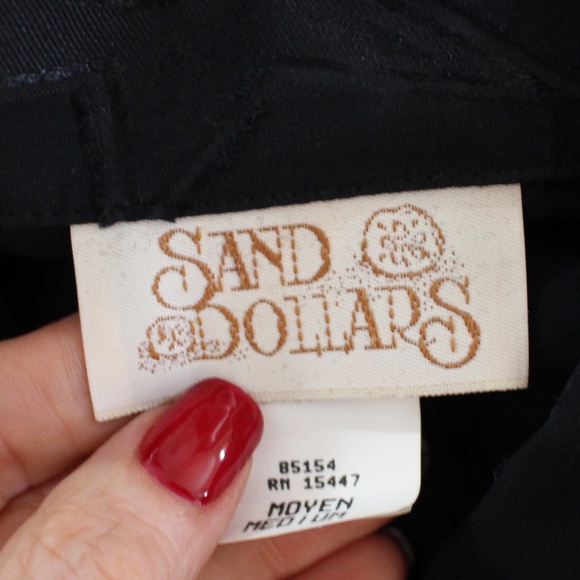 SAND
DOLLARS
85154
RN 15447
MOYEN
MEDIUM